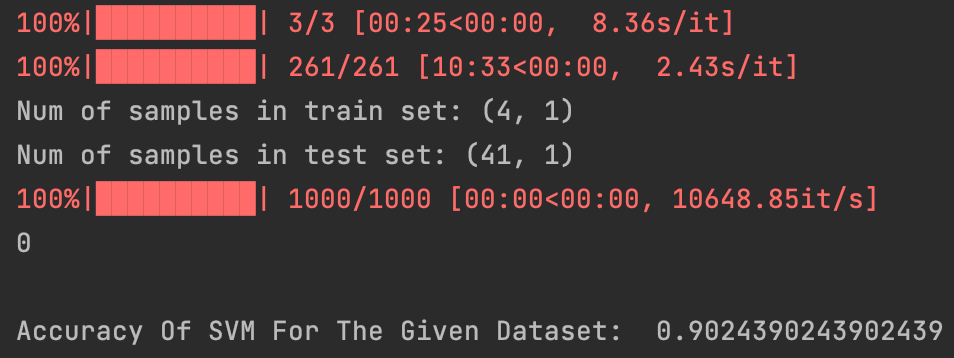 100%|██████████| 3/3 [00:25<00:00,  8.36s/it]
100%|██████████| 261/261 [10:33<00:00,  2.43s/it]
Num of samples in train set: (4, 1)
Num of samples in test set: (41, 1)
100%|██████████| 1000/1000 [00:00<00:00, 10648.85it/s]
0
Accuracy Of SVM For The Given Dataset:  0.9024390243902439